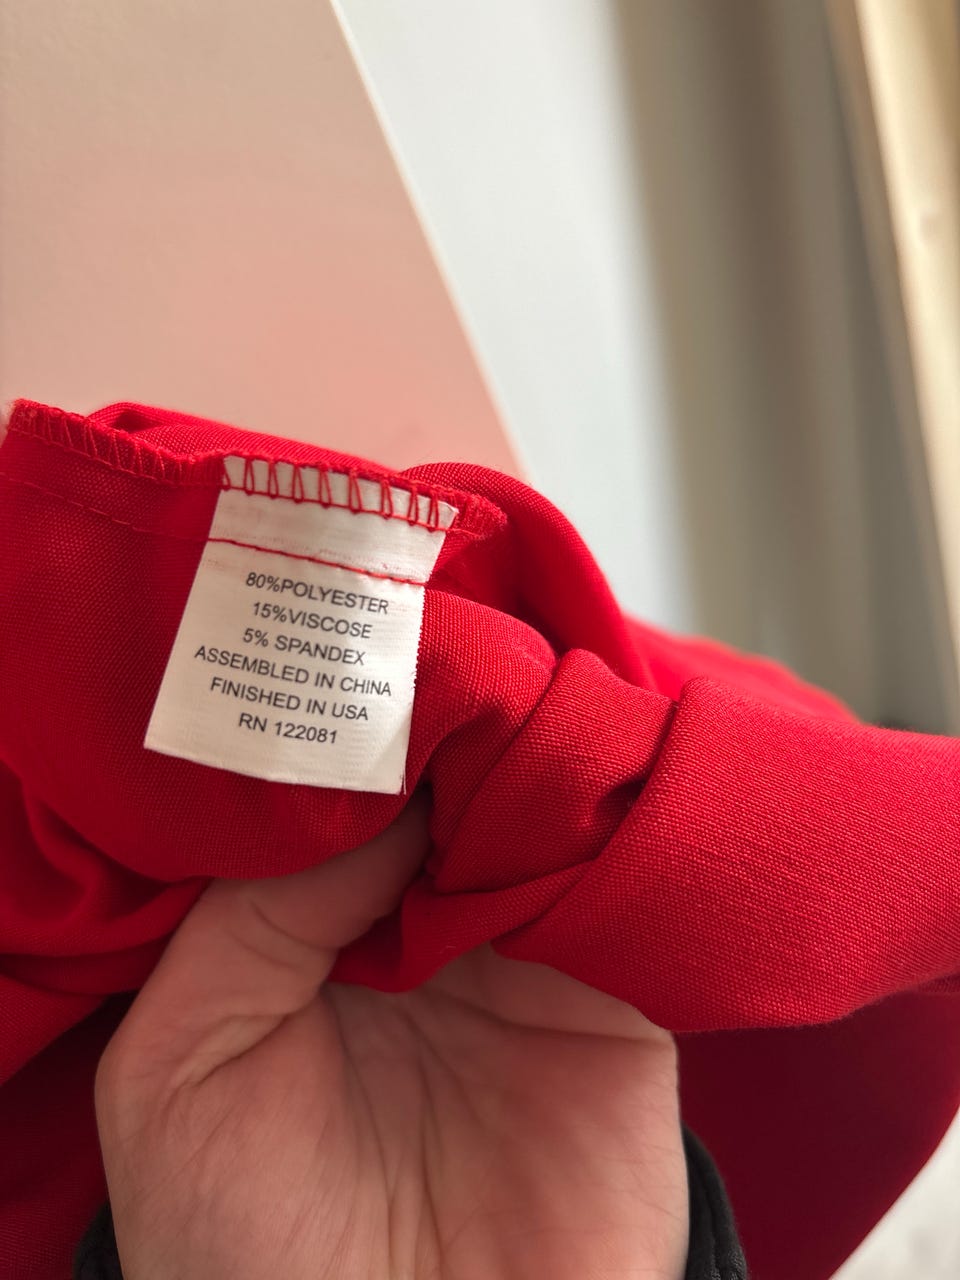 80%POLYESTER
15%VISCOSE
5% SPANDEX
ASSEMBLED IN CHINA
FINISHED IN USA
RN 122081